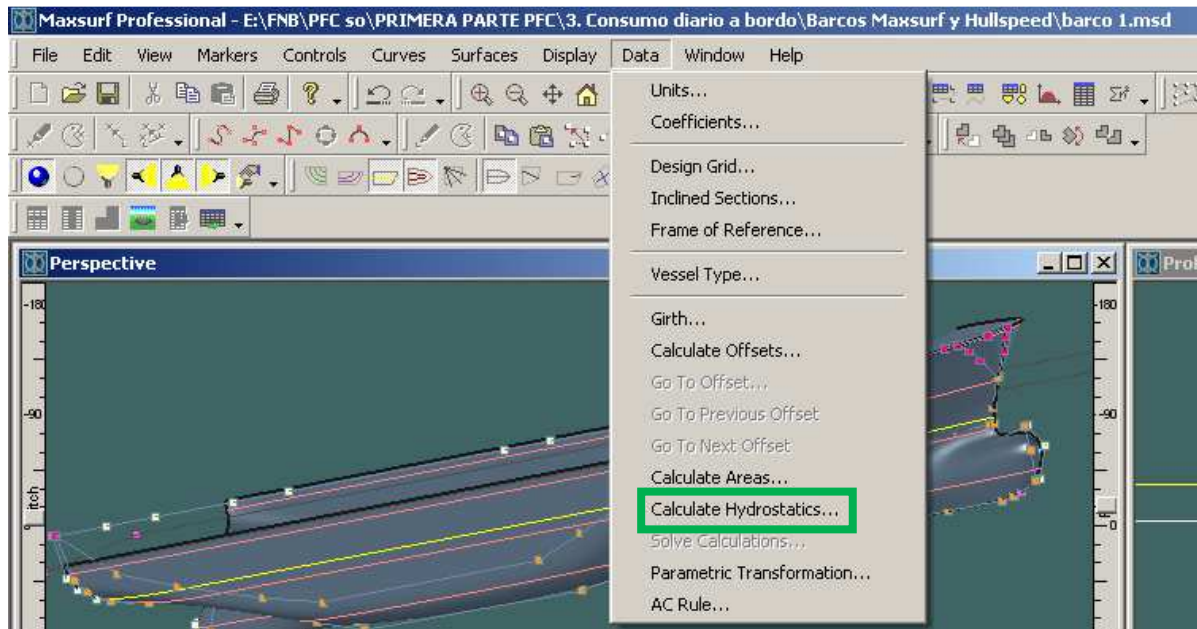 Maxsurf Professional - E:\FNB\PFC so\PRIMERA PARTE PFC\3. Consumo diario a bordo\Barcos Maxsurf y Hullspeed\barco 1.msd
File Edit View Markers Controls Curves Surfaces Display Data Window Help
Units...
Coefficients...
Design Grid...
Inclined Sections...
Frame of Reference...
Vessel Type...
Girth...
Calculate Offsets...
Go To Offset...
Go To Previous Offset
Go To Next Offset
Calculate Areas...
Calculate Hydrostatics...
Solve Calculations...
Parametric Transformation...
AC Rule...
Perspective
-180
-90
itch
0
-180
-90
0